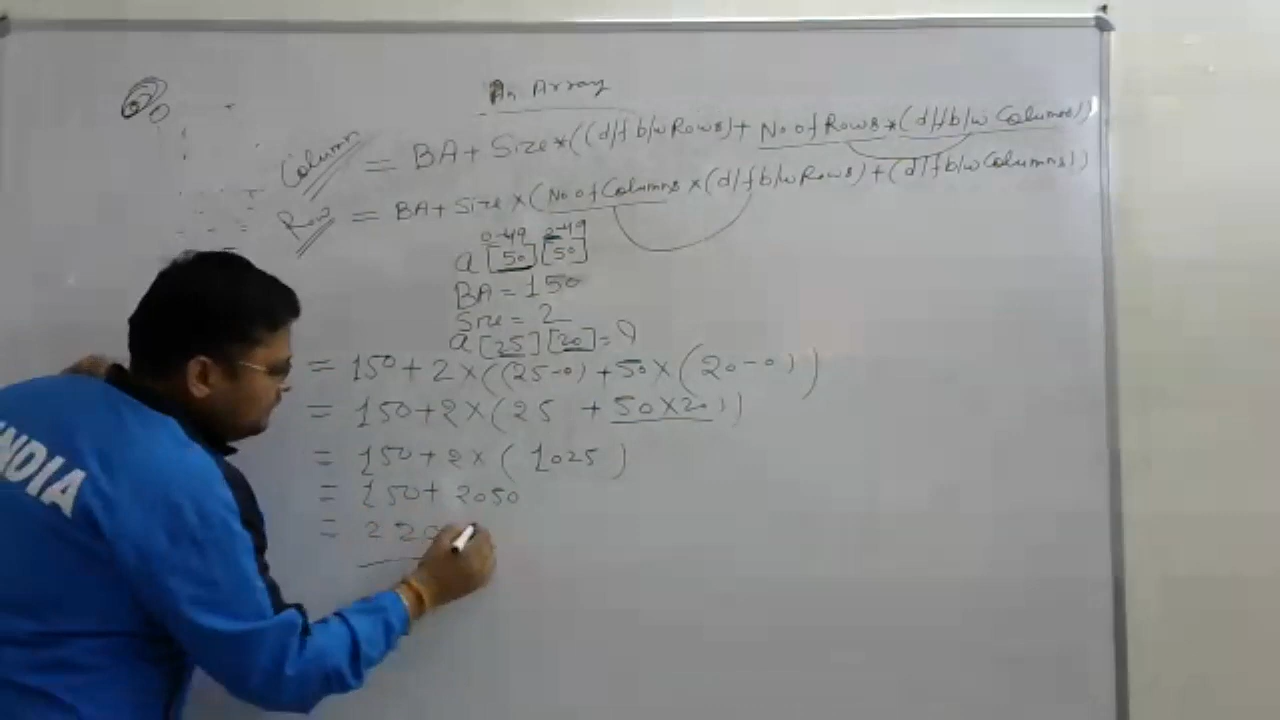 An Array
Column = BA + Size * ((d/f b/w Rows) + No of Rows * (d/f b/w Columns))
Row = BA + Size × (No of Columns × (d/f b/w Rows) + (d/f b/w Columns))
0-49 0-49
a [50] [50]
BA = 150
Size = 2
a [25] [20] = ?
= 150 + 2 × ((25-0) + 50 × (20-0))
= 150 + 2 × (25 + 50 × 20))
= 150 + 2 × (1025)
= 150 + 2050
= 220
INDIA